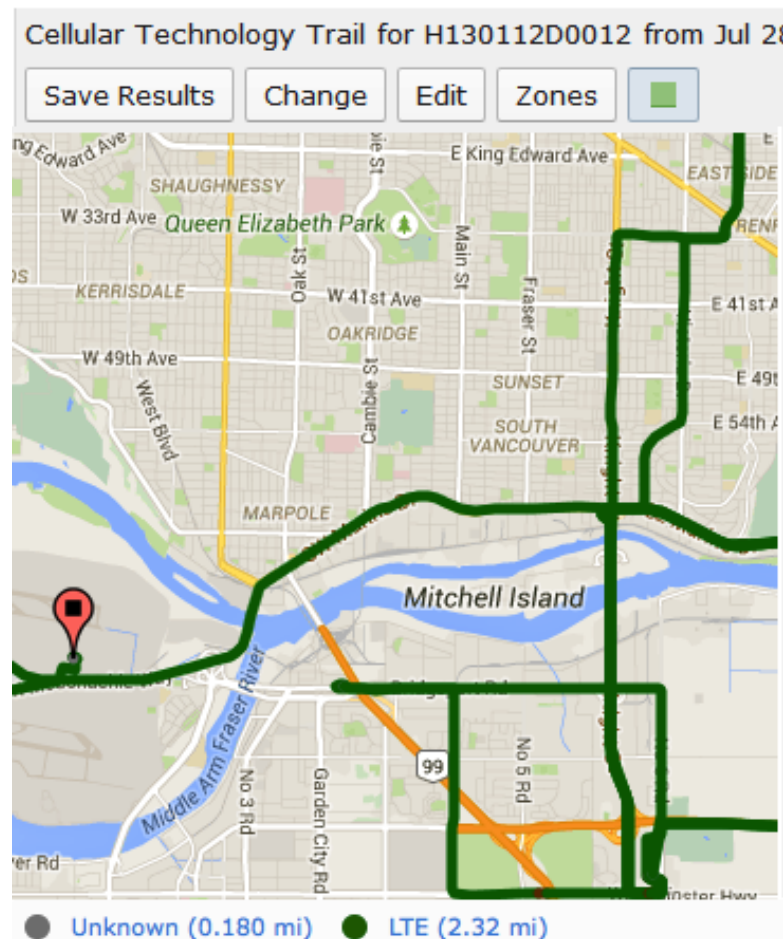 Cellular Technology Trail for H130112D0012 from Jul 28
Save Results Change Edit Zones
E King Edward Ave
SHAUGHNESSY
EAST SIDE
W 33rd Ave
Queen Elizabeth Park
Oak St
Main St
KERRISDALE
W 41st Ave
Fraser St
E 41st
OAKRIDGE
W 49th Ave
Cambie St
SUNSET
E 49t
West Blvd
SOUTH
VANCOUVER
E 54th
MARPOLE
Mitchell Island
99
No 5 Rd
Middle Arm Fraser River
No 3 Rd
Garden City Rd
Unknown (0.180 mi) LTE (2.32 mi)